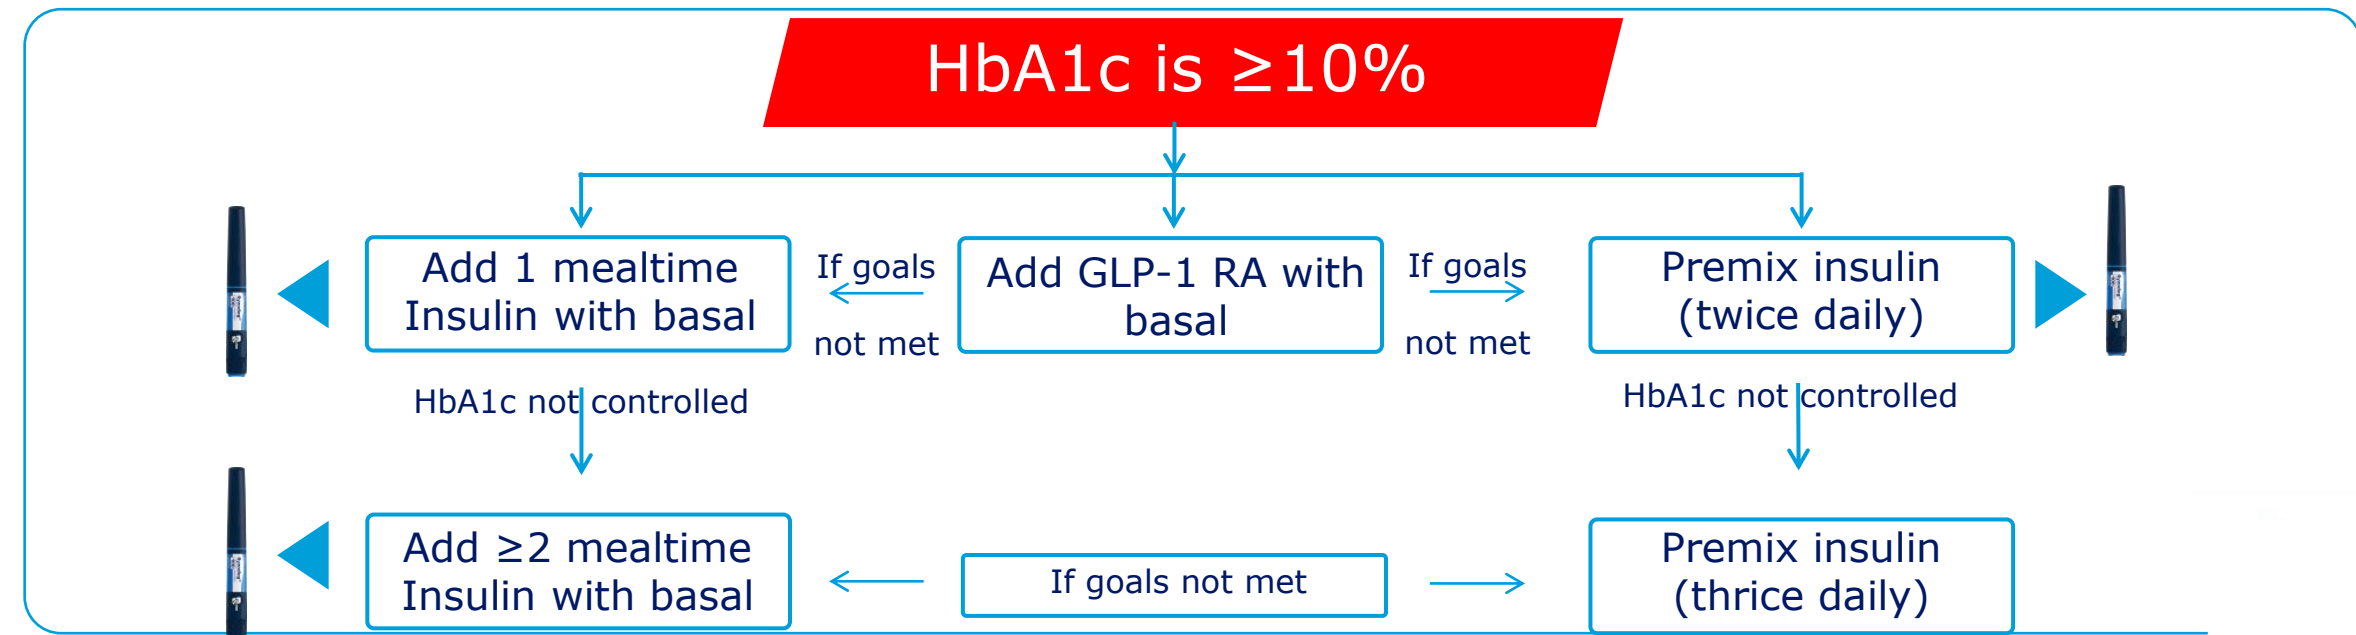 HbA1c is ≥10%
Add 1 mealtime
Insulin with basal
If goals
not met
Add GLP-1 RA with
basal
If goals
not met
Premix insulin
(twice daily)
HbA1c not controlled
HbA1c not controlled
Add ≥2 mealtime
Insulin with basal
If goals not met
Premix insulin
(thrice daily)